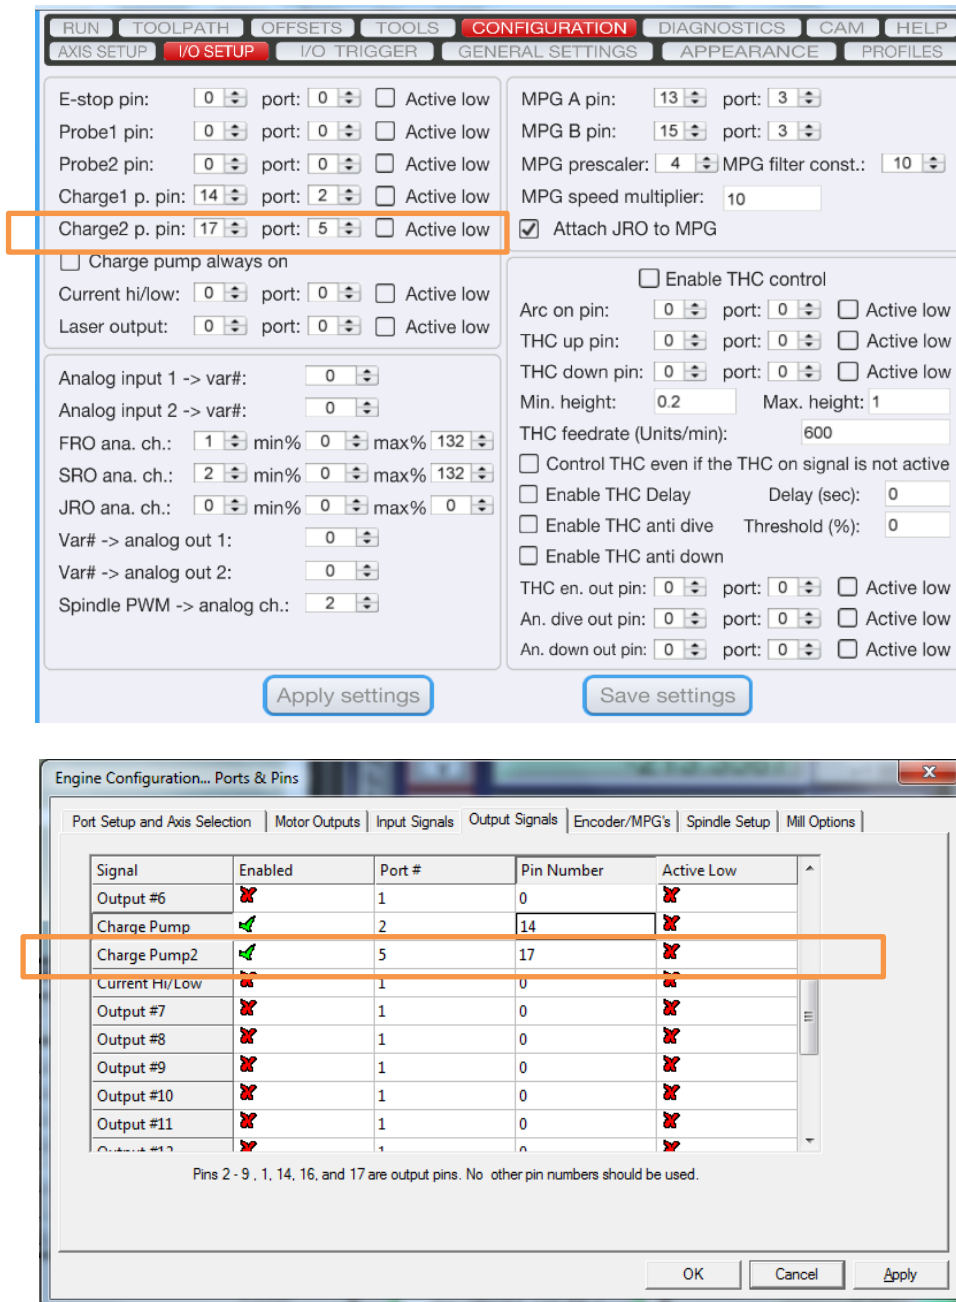 RUN TOOLPATH OFFSETS TOOLS CONFIGURATION DIAGNOSTICS CAM HELP
AXIS SETUP I/O SETUP I/O TRIGGER GENERAL SETTINGS APPEARANCE PROFILES
E-stop pin: 0 port: 0 Active low
Probe1 pin: 0 port: 0 Active low
Probe2 pin: 0 port: 0 Active low
Charge1 p. pin: 14 port: 2 Active low
Charge2 p. pin: 17 port: 5 Active low
Charge pump always on
Current hi/low: 0 port: 0 Active low
Laser output: 0 port: 0 Active low
Analog input 1 -> var#: 0
Analog input 2 -> var#: 0
FRO ana. ch.: 1 min% 0 max% 132
SRO ana. ch.: 2 min% 0 max% 132
JRO ana. ch.: 0 min% 0 max% 0
Var# -> analog out 1: 0
Var# -> analog out 2: 0
Spindle PWM -> analog ch.: 2
MPG A pin: 13 port: 3
MPG B pin: 15 port: 3
MPG prescaler: 4 MPG filter const.: 10
MPG speed multiplier: 10
Attach JRO to MPG
Enable THC control
Arc on pin: 0 port: 0 Active low
THC up pin: 0 port: 0 Active low
THC down pin: 0 port: 0 Active low
Min. height: 0.2 Max. height: 1
THC feedrate (Units/min): 600
Control THC even if the THC on signal is not active
Enable THC Delay Delay (sec): 0
Enable THC anti dive Threshold (%): 0
Enable THC anti down
THC en. out pin: 0 port: 0 Active low
An. dive out pin: 0 port: 0 Active low
An. down out pin: 0 port: 0 Active low
Apply settings Save settings
Engine Configuration... Ports & Pins
Port Setup and Axis Selection Motor Outputs Input Signals Output Signals Encoder/MPG's Spindle Setup Mill Options
Signal Enabled Port # Pin Number Active Low
Output #6 1 0
Charge Pump 2 14
Charge Pump2 5 17
Current Hi/Low 1 0
Output #7 1 0
Output #8 1 0
Output #9 1 0
Output #10 1 0
Output #11 1 0
Output #12 1 0
Pins 2 - 9 , 1, 14, 16, and 17 are output pins. No other pin numbers should be used.
OK Cancel Apply